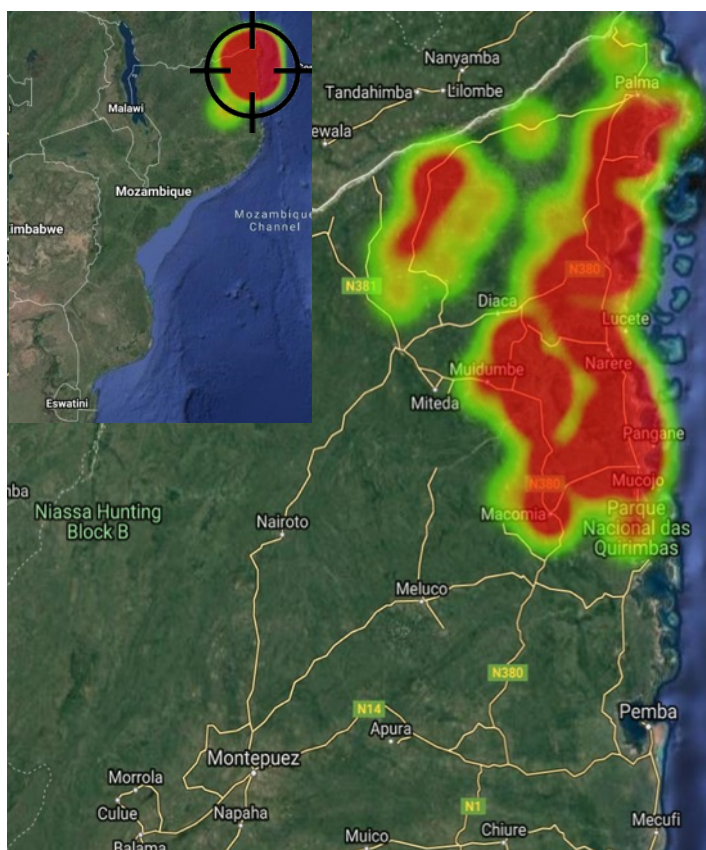 Malawi
Mozambique
imbabwe
Mozambique
Channel
Eswatini
Nanyamba
Tandahimba
Lilombe
ewala
Palma
N381
N380
Diaca
Lucete
Muidumbe
Narere
Miteda
Pangane
N380
Mucojo
Macomia
Parque
Nacional das
Quirimbas
ba
Niassa Hunting
Block B
Nairoto
Meluco
N380
N14
Apura
Pemba
Montepuez
Morrola
Culue
Napaha
N1
Mecufi
Balama
Muico
Chiure